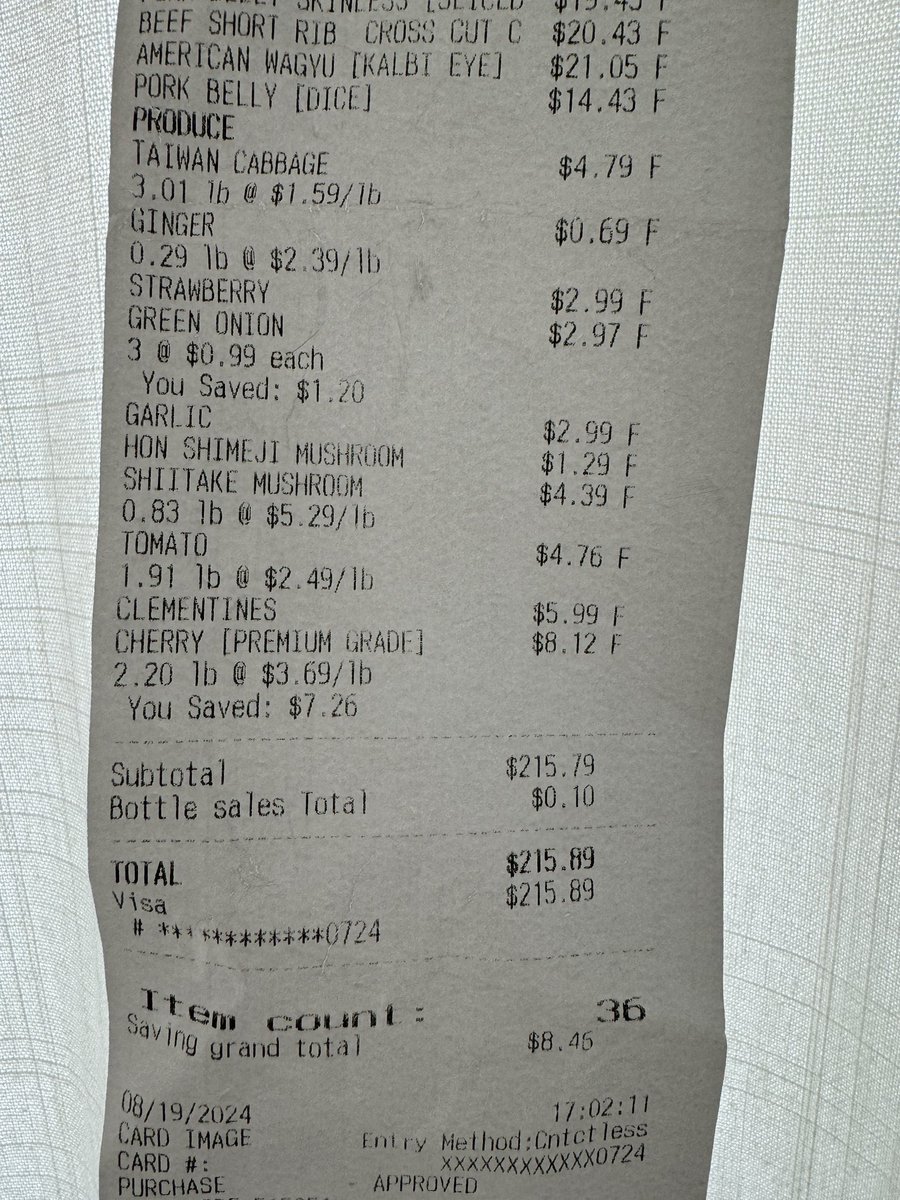 SKINLESS [SLICED $19.45 F
BEEF SHORT RIB CROSS CUT C $20.43 F
AMERICAN WAGYU [KALBI EYE] $21.05 F
PORK BELLY [DICE] $14.43 F
PRODUCE
TAIWAN CABBAGE $4.79 F
3.01 lb @ $1.59/lb
GINGER $0.69 F
0.29 lb @ $2.39/lb
STRAWBERRY $2.99 F
GREEN ONION $2.97 F
3 @ $0.99 each
You Saved: $1.20
GARLIC $2.99 F
HON SHIMEJI MUSHROOM $1.29 F
SHIITAKE MUSHROOM $4.39 F
0.83 lb @ $5.29/lb
TOMATO $4.76 F
1.91 lb @ $2.49/lb
CLEMENTINES $5.99 F
CHERRY [PREMIUM GRADE] $8.12 F
2.20 lb @ $3.69/lb
You Saved: $7.26
Subtotal $215.79
Bottle sales Total $0.10
TOTAL $215.89
Visa $215.89
# ************0724
Item count: 36
Saving grand total $8.46
08/19/2024 17:02:11
CARD IMAGE Entry Method:Cntctless
CARD #: XXXXXXXXXXXX0724
PURCHASE - APPROVED